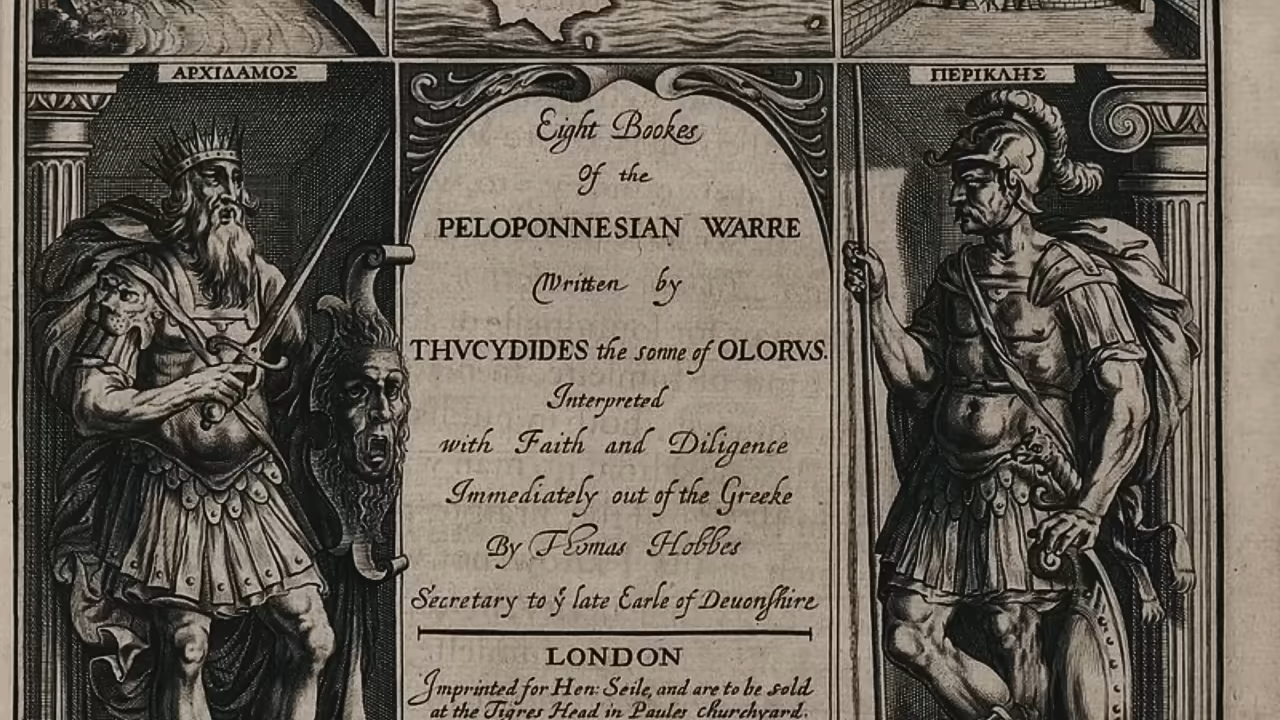 ΑΡΧΙΔΑΜΟΣ
ΠΕΡΙΚΛΗΣ
Eight Bookes
Of the
PELOPONNESIAN WARRE
Written by
THVCYDIDES the sonne of OLORVS.
Interpreted
with Faith and Diligence
Immediately out of the Greeke
By Thomas Hobbes
Secretary to ẙ late Earle of Deuonshire
LONDON
Imprinted for Hen: Seile, and are to be sold
at the Tigres Head in Paules churchyard.